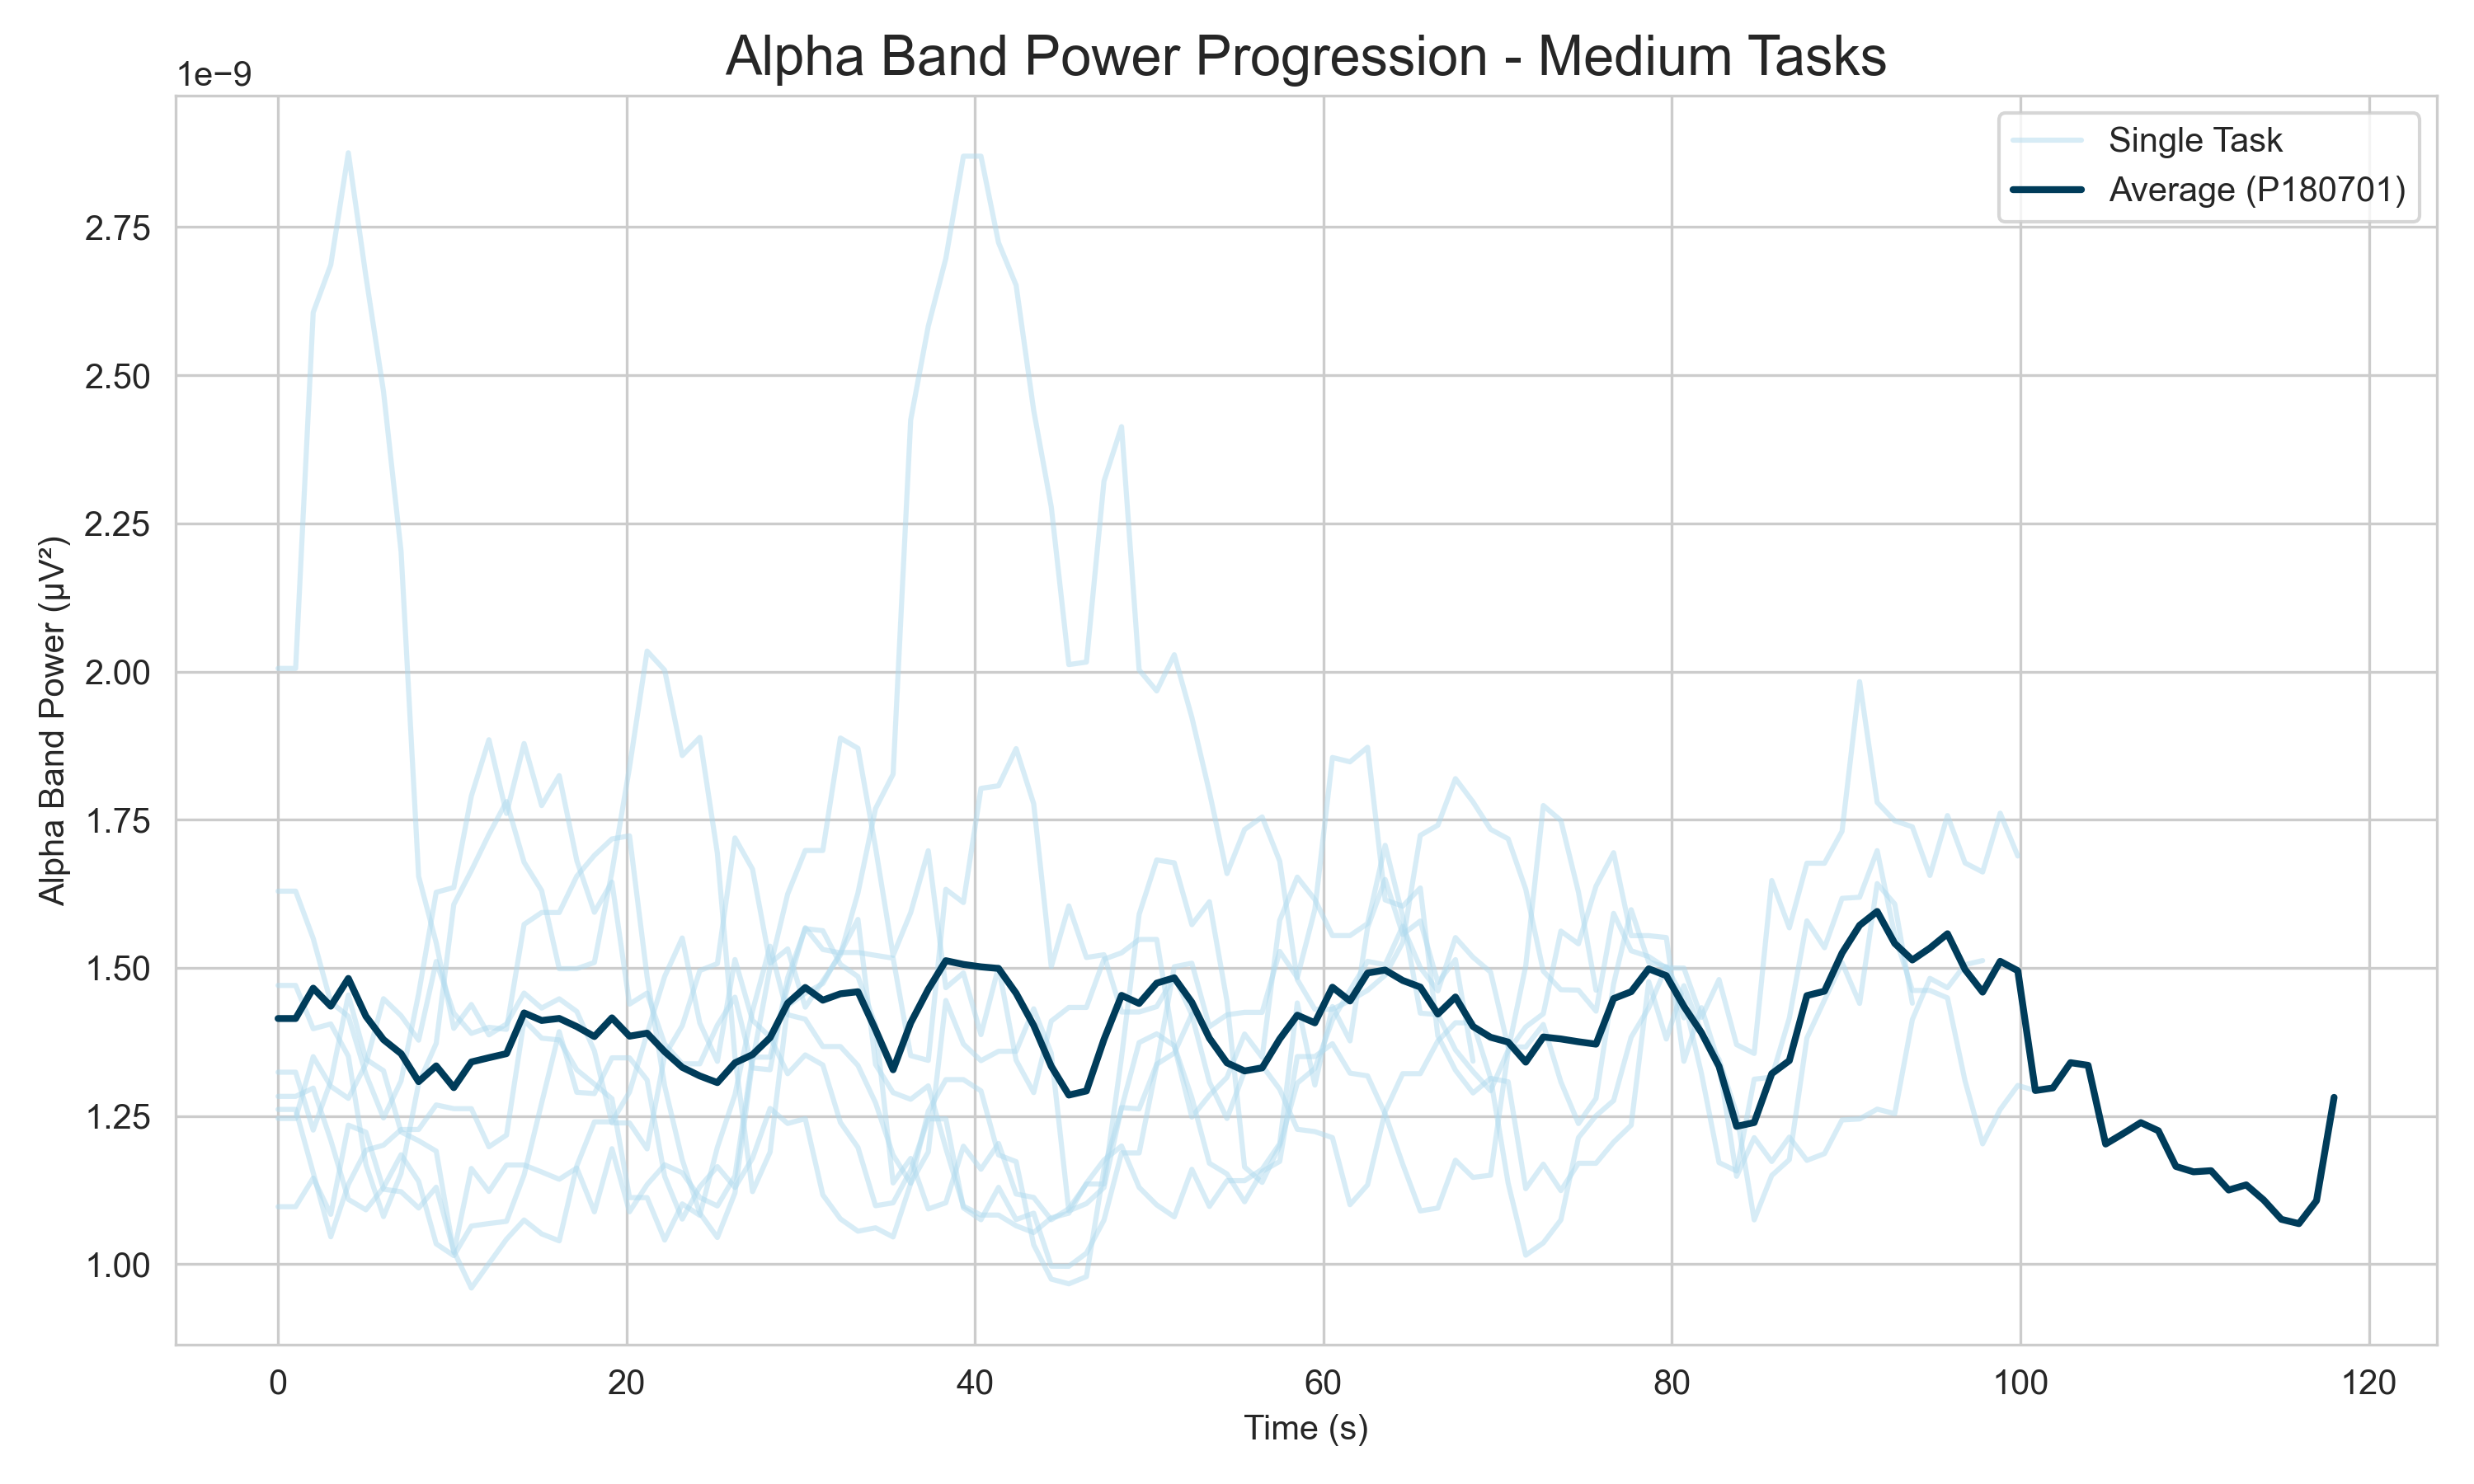 Alpha Band Power Progression - Medium Tasks
1e−9
Single Task
Average (P180701)
Alpha Band Power (µV²)
2.75
2.50
2.25
2.00
1.75
1.50
1.25
1.00
0 20 40 60 80 100 120
Time (s)